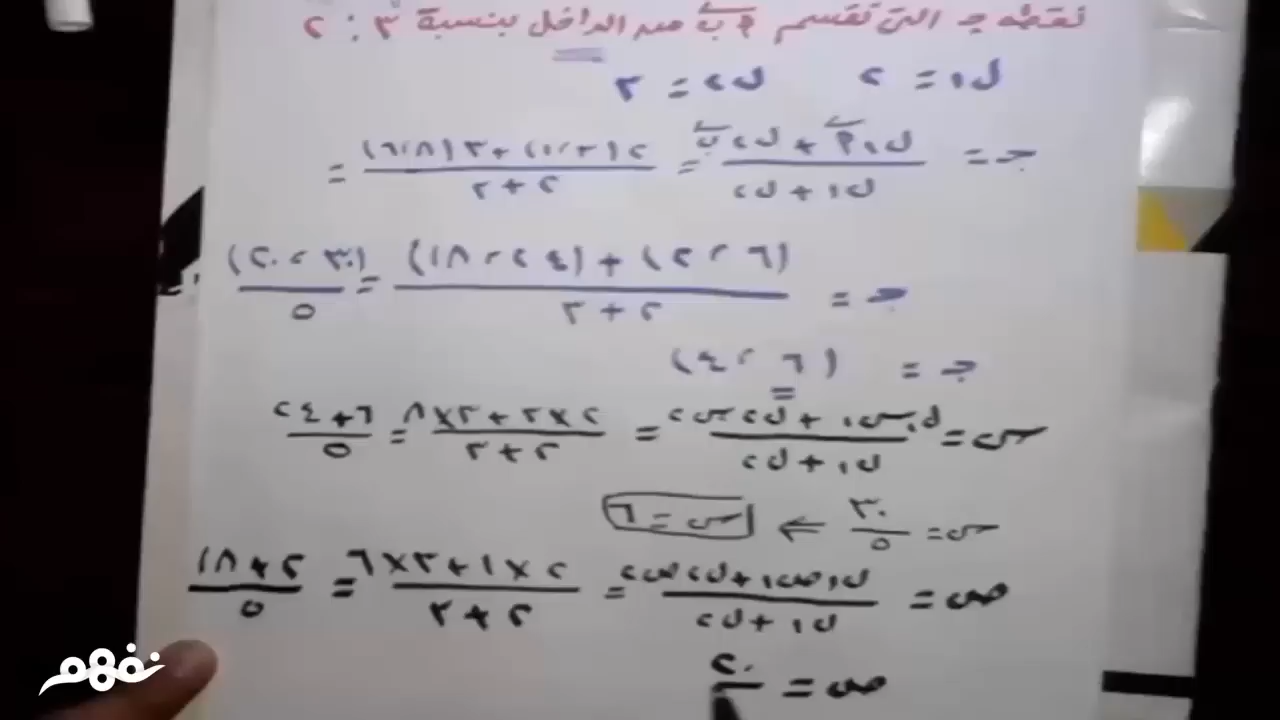 نقطه جـ التى تقسم أب من الداخل بنسبة ٣ : ٢
ل١ = ٢ ل٢ = ٣
جـ = (ل١ أ + ل٢ ب) / (ل١ + ل٢) = (٢(٣،١) + ٣(٨،٦)) / (٢ + ٣) =
جـ = ((٦ ، ٢) + (٢٤ ، ١٨)) / (٢ + ٣) = (٣٠ ، ٢٠) / ٥
جـ = (٦ ، ٤)
س = (ل١ س١ + ل٢ س٢) / (ل١ + ل٢) = (٢×٣ + ٣×٨) / (٢ + ٣) = (٦ + ٢٤) / ٥
س = ٣٠ / ٥ ⇐ س = ٦
ص = (ل١ ص١ + ل٢ ص٢) / (ل١ + ل٢) = (٢×١ + ٣×٦) / (٢ + ٣) = (٢ + ١٨) / ٥
ص = ٢٠
نفهم